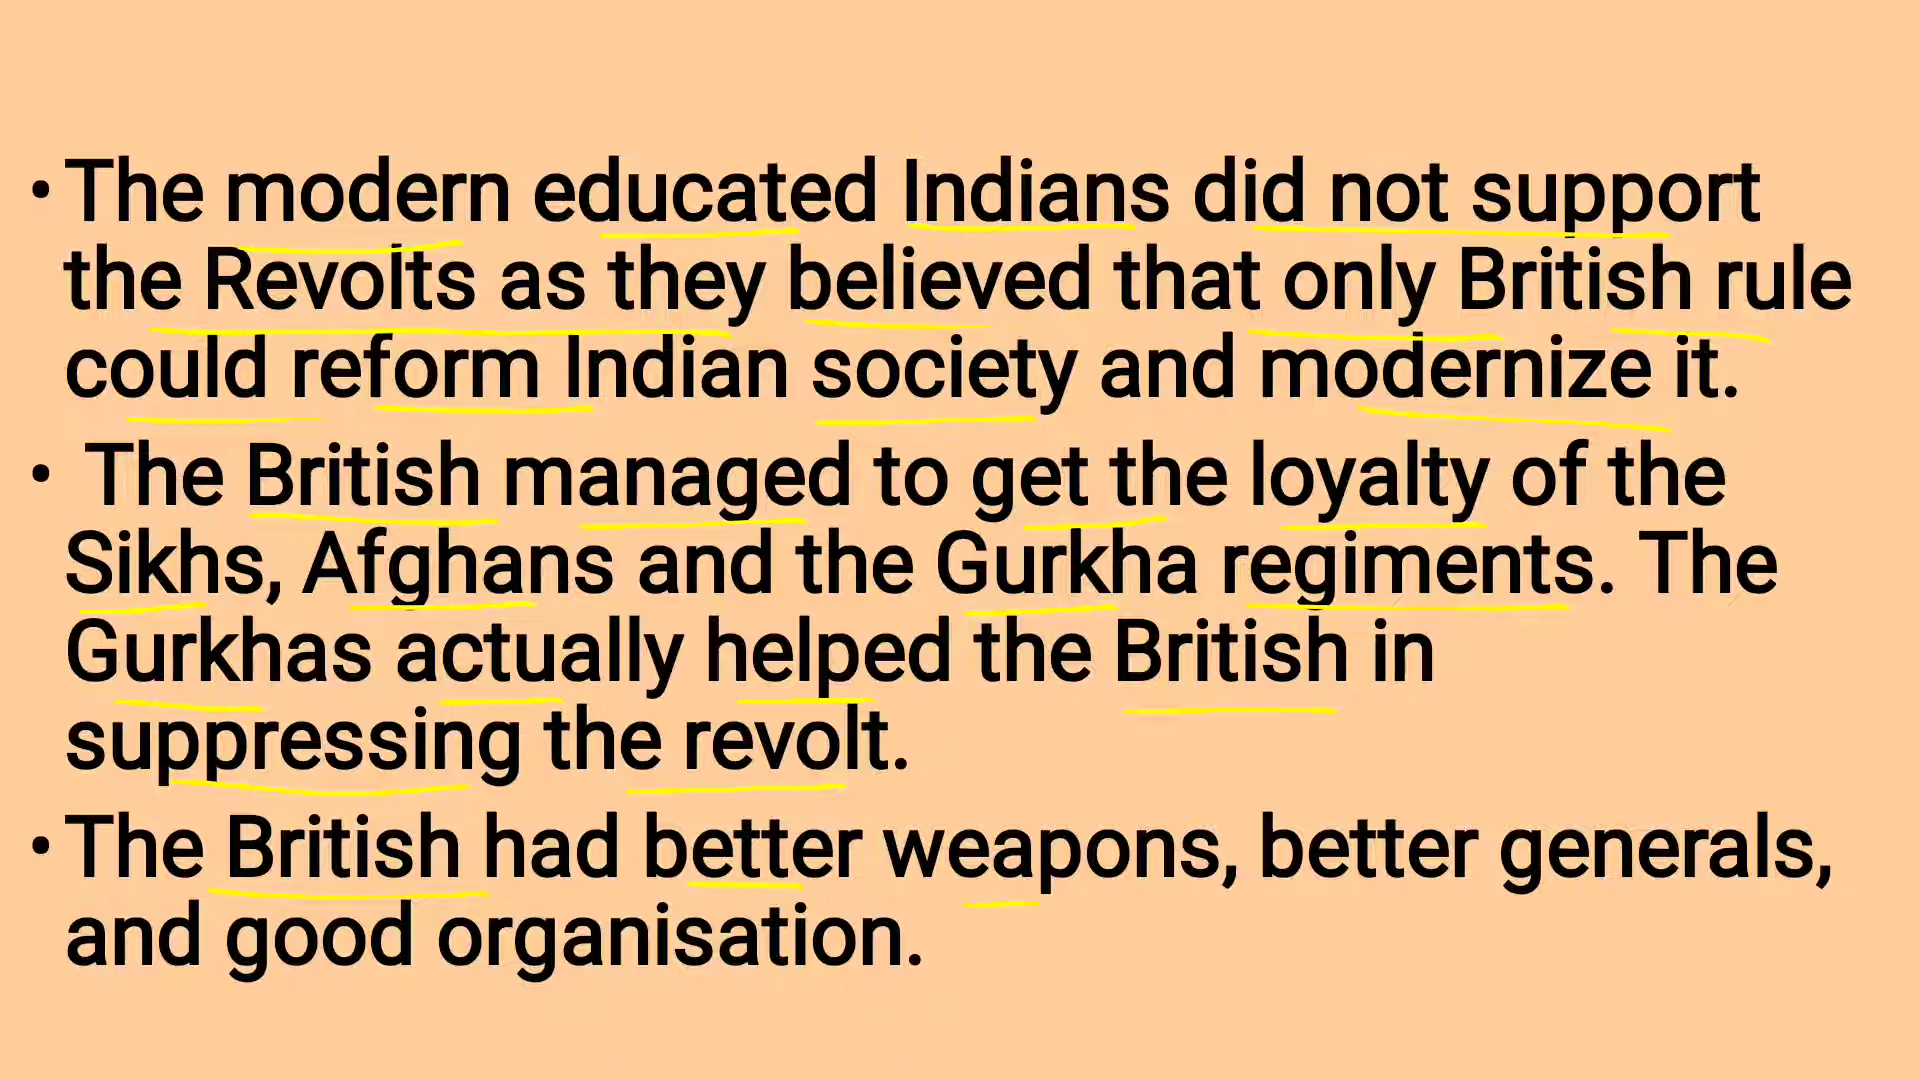 • The modern educated Indians did not support
the Revolts as they believed that only British rule
could reform Indian society and modernize it.
• The British managed to get the loyalty of the
Sikhs, Afghans and the Gurkha regiments. The
Gurkhas actually helped the British in
suppressing the revolt.
• The British had better weapons, better generals,
and good organisation.